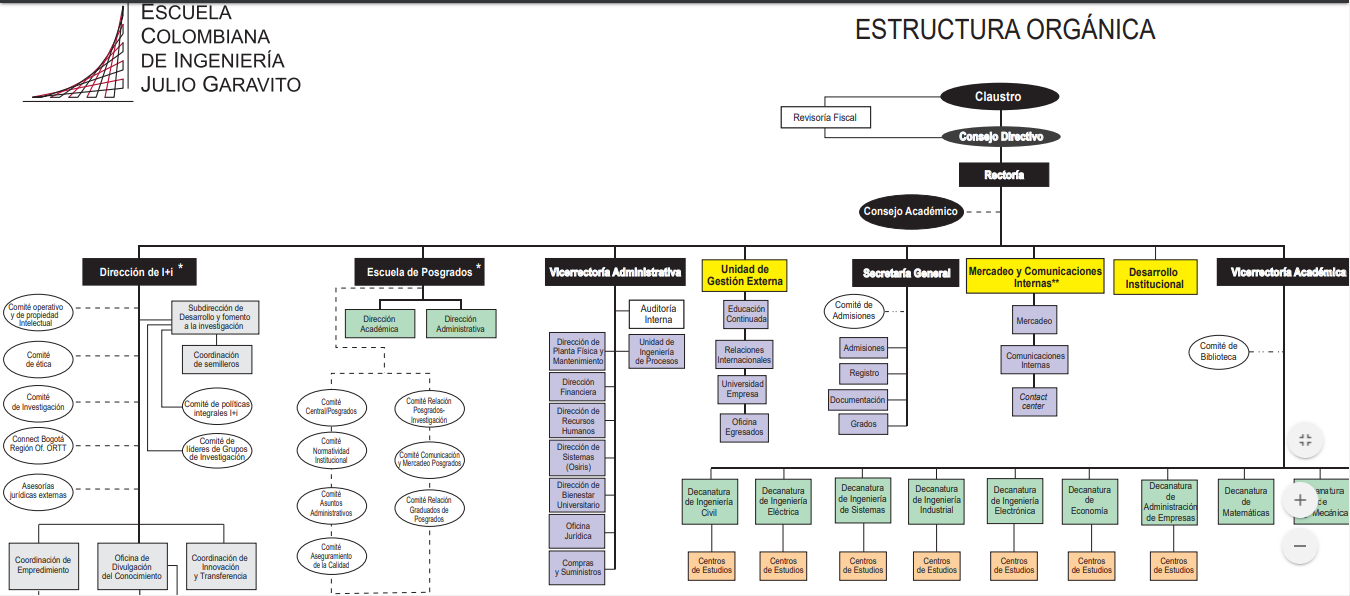 ESCUELA
COLOMBIANA
DE INGENIERÍA
JULIO GARAVITO
ESTRUCTURA ORGÁNICA
Claustro
Revisoría Fiscal
Consejo Directivo
Rectoría
Consejo Académico
Dirección de I+i *
Escuela de Posgrados *
Vicerrectoría Administrativa
Unidad de
Gestión Externa
Secretaría General
Mercadeo y Comunicaciones
Internas**
Desarrollo
Institucional
Vicerrectoría Académica
Comité operativo
y de propiedad
Intelectual
Comité
de ética
Comité
de Investigación
Connect Bogotá
Región Of. ORTT
Asesorías
jurídicas externas
Subdirección de
Desarrollo y fomento
a la investigación
Coordinación
de semilleros
Comité de políticas
integrales I+i
Comité de
líderes de Grupos
de Investigación
Coordinación de
Empredimiento
Oficina de
Divulgación
del Conocimiento
Coordinación de
Innovación
y Transferencia
Dirección
Académica
Dirección
Administrativa
Comité
Central/Posgrados
Comité
Normatividad
Institucional
Comité
Asuntos
Administrativos
Comité
Aseguramiento
de la Calidad
Comité Relación
Posgrados-
Investigación
Comité Comunicación
y Mercadeo Posgrados
Comité Relación
Graduados de
Posgrados
Auditoría
Interna
Dirección de
Planta Física y
Mantenimiento
Unidad de
Ingeniería
de Procesos
Dirección
Financiera
Dirección de
Recursos
Humanos
Dirección de
Sistemas
(Osiris)
Dirección de
Bienestar
Universitario
Oficina
Jurídica
Compras
y Suministros
Educación
Continuada
Relaciones
Internacionales
Universidad
Empresa
Oficina
Egresados
Comité de
Admisiones
Admisiones
Registro
Documentación
Grados
Mercadeo
Comunicaciones
Internas
Contact
center
Comité de
Biblioteca
Decanatura
de Ingeniería
Civil
Decanatura
de Ingeniería
Eléctrica
Decanatura
de Ingeniería
de Sistemas
Decanatura
de Ingeniería
Industrial
Decanatura
de Ingeniería
Electrónica
Decanatura
de
Economía
Decanatura
de
Administración
de Empresas
Decanatura
de
Matemáticas
Mecánica
Centros
de Estudios
Centros
de Estudios
Centros
de Estudios
Centros
de Estudios
Centros
de Estudios
Centros
de Estudios
Centros
de Estudios